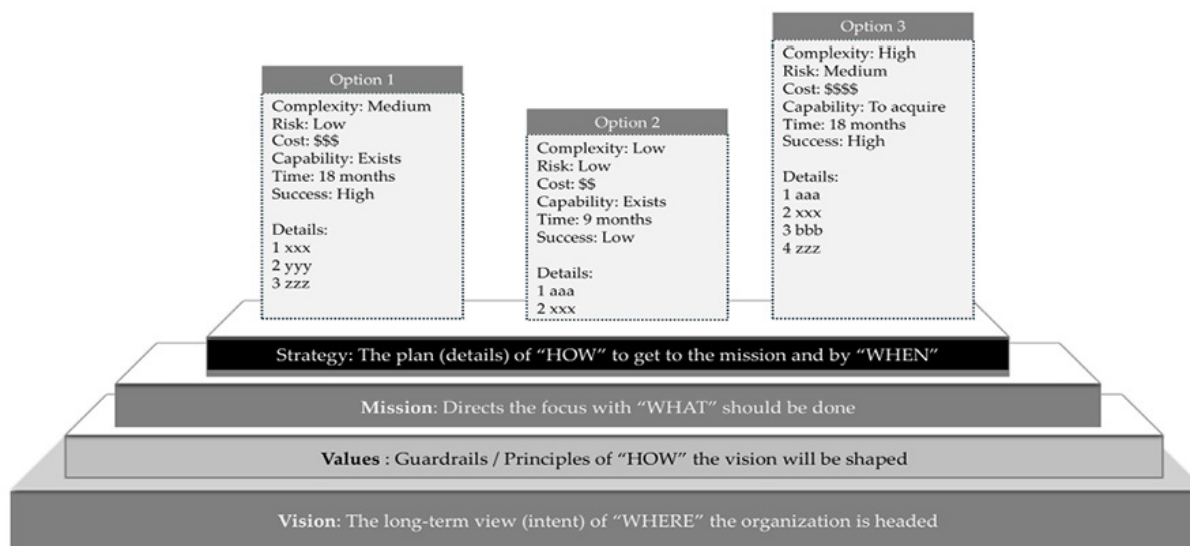 Option 1
Complexity: Medium
Risk: Low
Cost: $$$
Capability: Exists
Time: 18 months
Success: High
Details:
1 xxx
2 yyy
3 zzz
Option 2
Complexity: Low
Risk: Low
Cost: $$
Capability: Exists
Time: 9 months
Success: Low
Details:
1 aaa
2 xxx
Option 3
Complexity: High
Risk: Medium
Cost: $$$$
Capability: To acquire
Time: 18 months
Success: High
Details:
1 aaa
2 xxx
3 bbb
4 zzz
Strategy: The plan (details) of “HOW” to get to the mission and by “WHEN”
Mission: Directs the focus with “WHAT” should be done
Values : Guardrails / Principles of “HOW” the vision will be shaped
Vision: The long-term view (intent) of “WHERE” the organization is headed